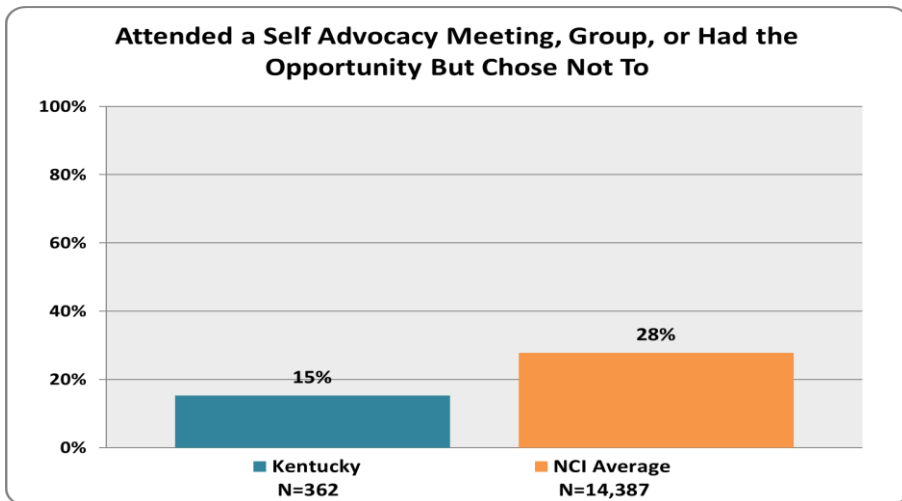 Attended a Self Advocacy Meeting, Group, or Had the
Opportunity But Chose Not To
100%
80%
60%
40%
20%
0%
15%
28%
Kentucky
N=362
NCI Average
N=14,387